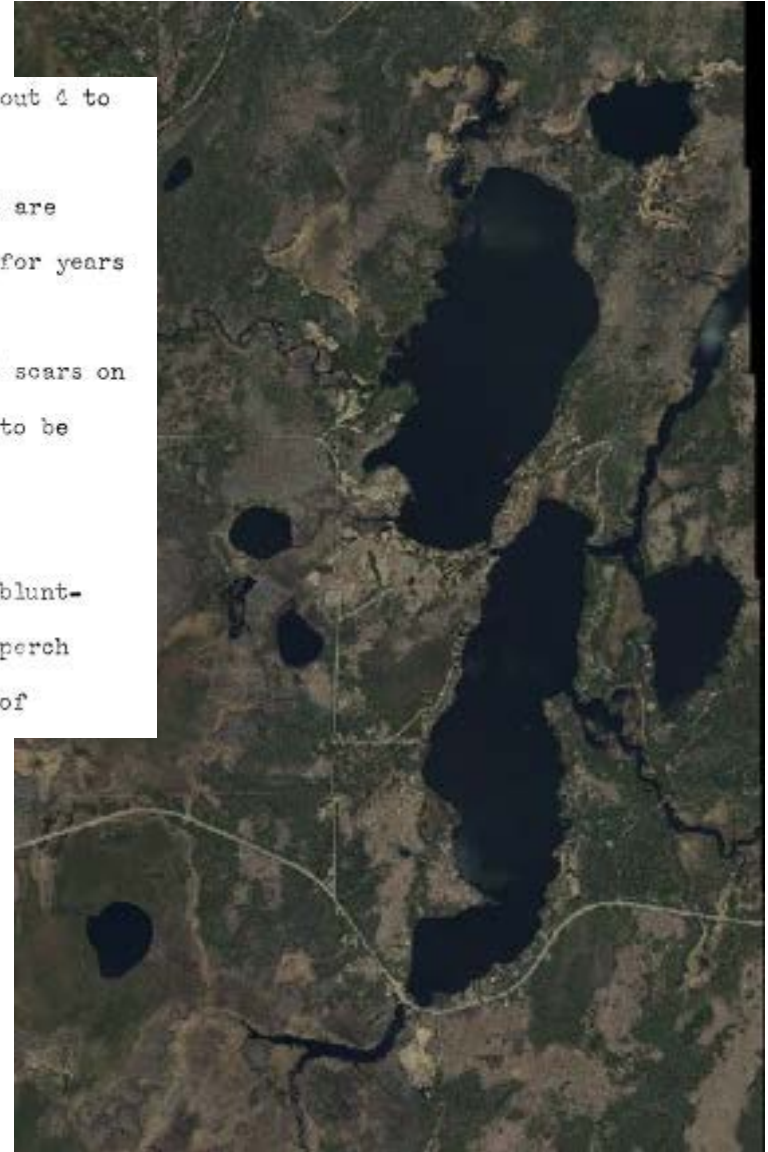 out 4 to
are
for years
scars on
to be
blunt-
perch
of